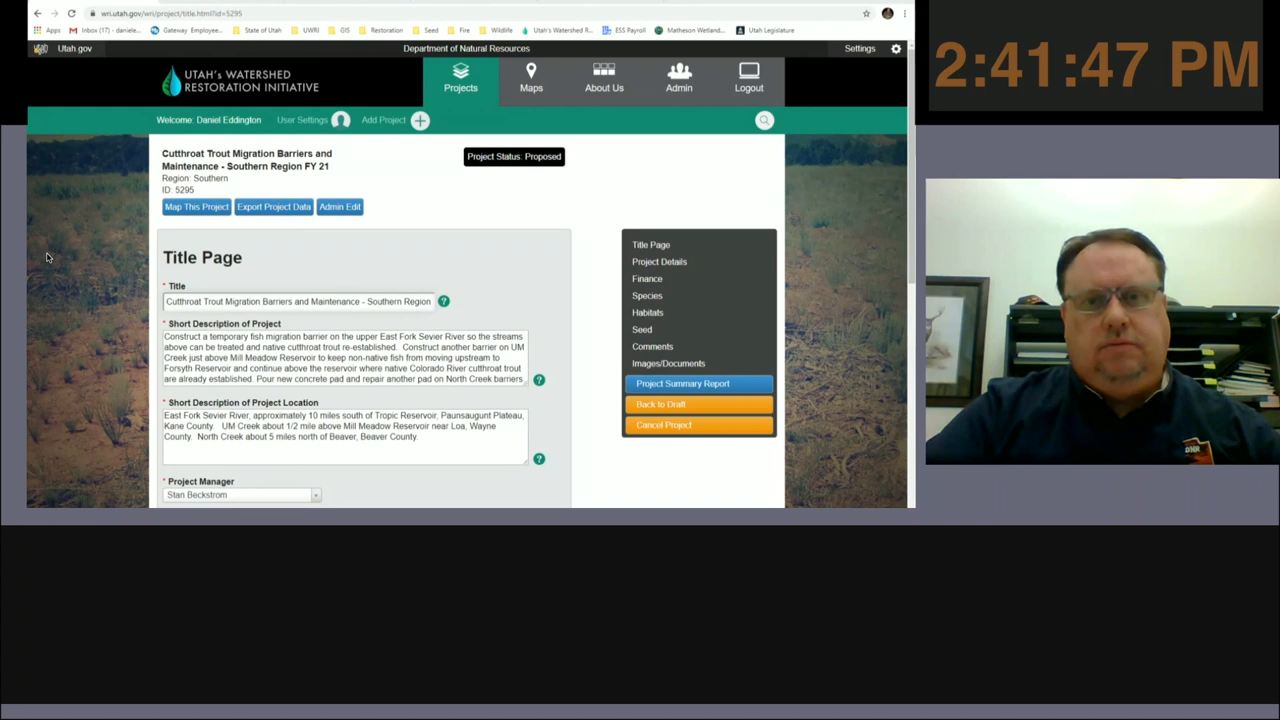 wri.utah.gov/wri/project/title.html?id=5295
Apps
Inbox (17) - daniele...
Gateway Employee...
State of Utah
UWRI
GIS
Restoration
Seed
Fire
Wildlife
Utah's Watershed R...
ESS Payroll
Matheson Wetland...
Utah Legislature
Utah.gov
Department of Natural Resources
Settings
2:41:47 PM
UTAH'S WATERSHED
RESTORATION INITIATIVE
Projects
Maps
About Us
Admin
Logout
Welcome: Daniel Eddington
User Settings
Add Project
Cutthroat Trout Migration Barriers and
Maintenance - Southern Region FY 21
Region: Southern
ID: 5295
Project Status: Proposed
Map This Project
Export Project Data
Admin Edit
Title Page
* Title
Cutthroat Trout Migration Barriers and Maintenance - Southern Region
?
* Short Description of Project
Construct a temporary fish migration barrier on the upper East Fork Sevier River so the streams
above can be treated and native cutthroat trout re-established. Construct another barrier on UM
Creek just above Mill Meadow Reservoir to keep non-native fish from moving upstream to
Forsyth Reservoir and continue above the reservoir where native Colorado River cutthroat trout
are already established. Pour new concrete pad and repair another pad on North Creek barriers
?
* Short Description of Project Location
East Fork Sevier River, approximately 10 miles south of Tropic Reservoir, Paunsaugunt Plateau,
Kane County. UM Creek about 1/2 mile above Mill Meadow Reservoir near Loa, Wayne
County. North Creek about 5 miles north of Beaver, Beaver County.
?
* Project Manager
Stan Beckstrom
Title Page
Project Details
Finance
Species
Habitats
Seed
Comments
Images/Documents
Project Summary Report
Back to Draft
Cancel Project
DNR